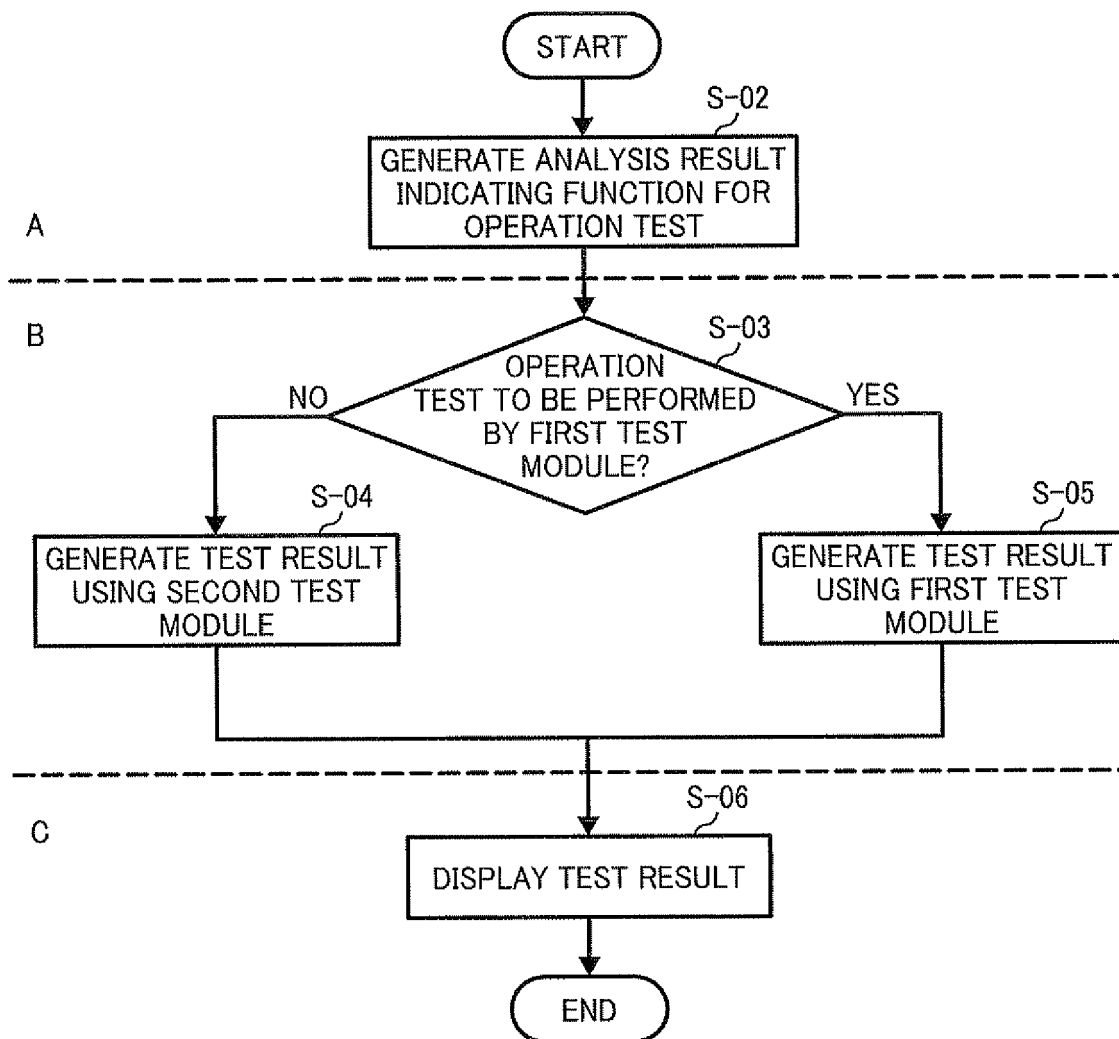 START
S-02
GENERATE ANALYSIS RESULT
INDICATING FUNCTION FOR
OPERATION TEST
A
B
S-03
OPERATION
TEST TO BE PERFORMED
BY FIRST TEST
MODULE?
NO
YES
S-04
GENERATE TEST RESULT
USING SECOND TEST
MODULE
S-05
GENERATE TEST RESULT
USING FIRST TEST
MODULE
C
S-06
DISPLAY TEST RESULT
END